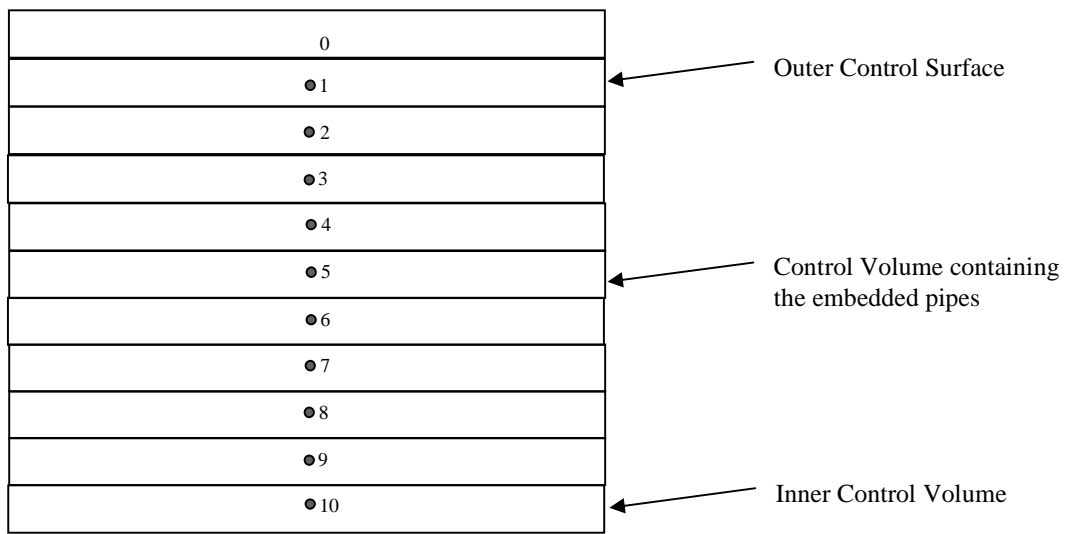 0
1
Outer Control Surface
2
3
4
5
Control Volume containing
the embedded pipes
6
7
8
9
10
Inner Control Volume